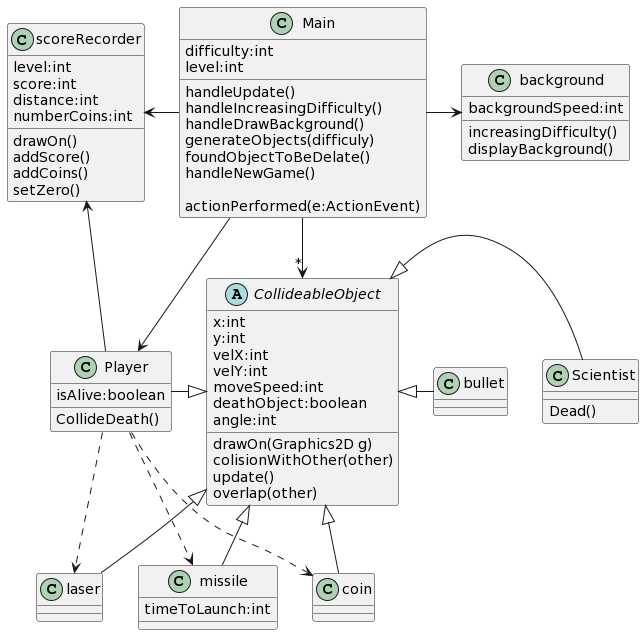 C scoreRecorder
level:int
score:int
distance:int
numberCoins:int
drawOn()
addScore()
addCoins()
setZero()
C Main
difficulty:int
level:int
handleUpdate()
handleIncreasingDifficulty()
handleDrawBackground()
generateObjects(difficuly)
foundObjectToBeDelate()
handleNewGame()
actionPerformed(e:ActionEvent)
C background
backgroundSpeed:int
increasingDifficulty()
displayBackground()
*
A CollideableObject
x:int
y:int
velX:int
velY:int
moveSpeed:int
deathObject:boolean
angle:int
drawOn(Graphics2D g)
colisionWithOther(other)
update()
overlap(other)
C Player
isAlive:boolean
CollideDeath()
C bullet
C Scientist
Dead()
C laser
C missile
timeToLaunch:int
C coin